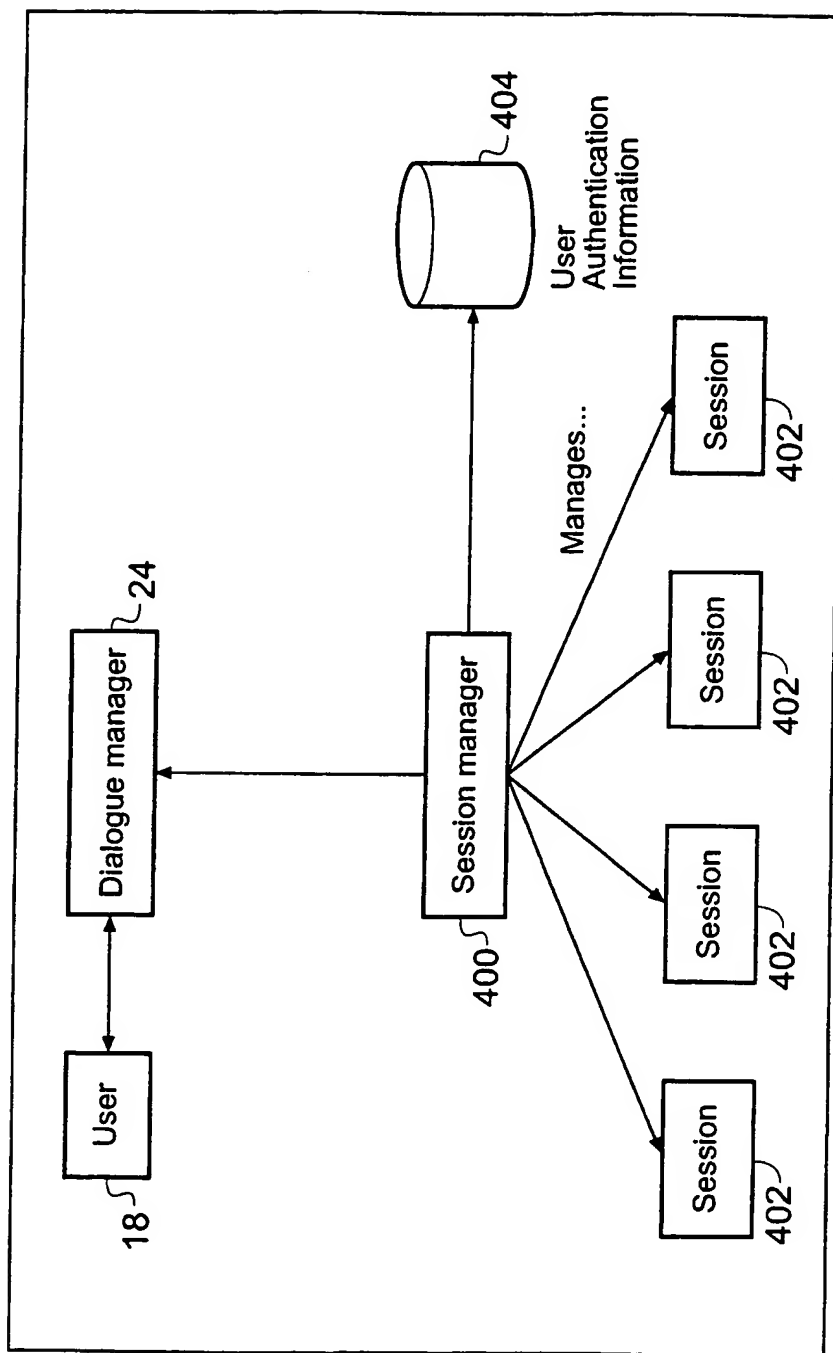 User
18
Dialogue manager
24
Session manager
400
404
User
Authentication
Information
Manages...
Session
402
Session
402
Session
402
Session
402